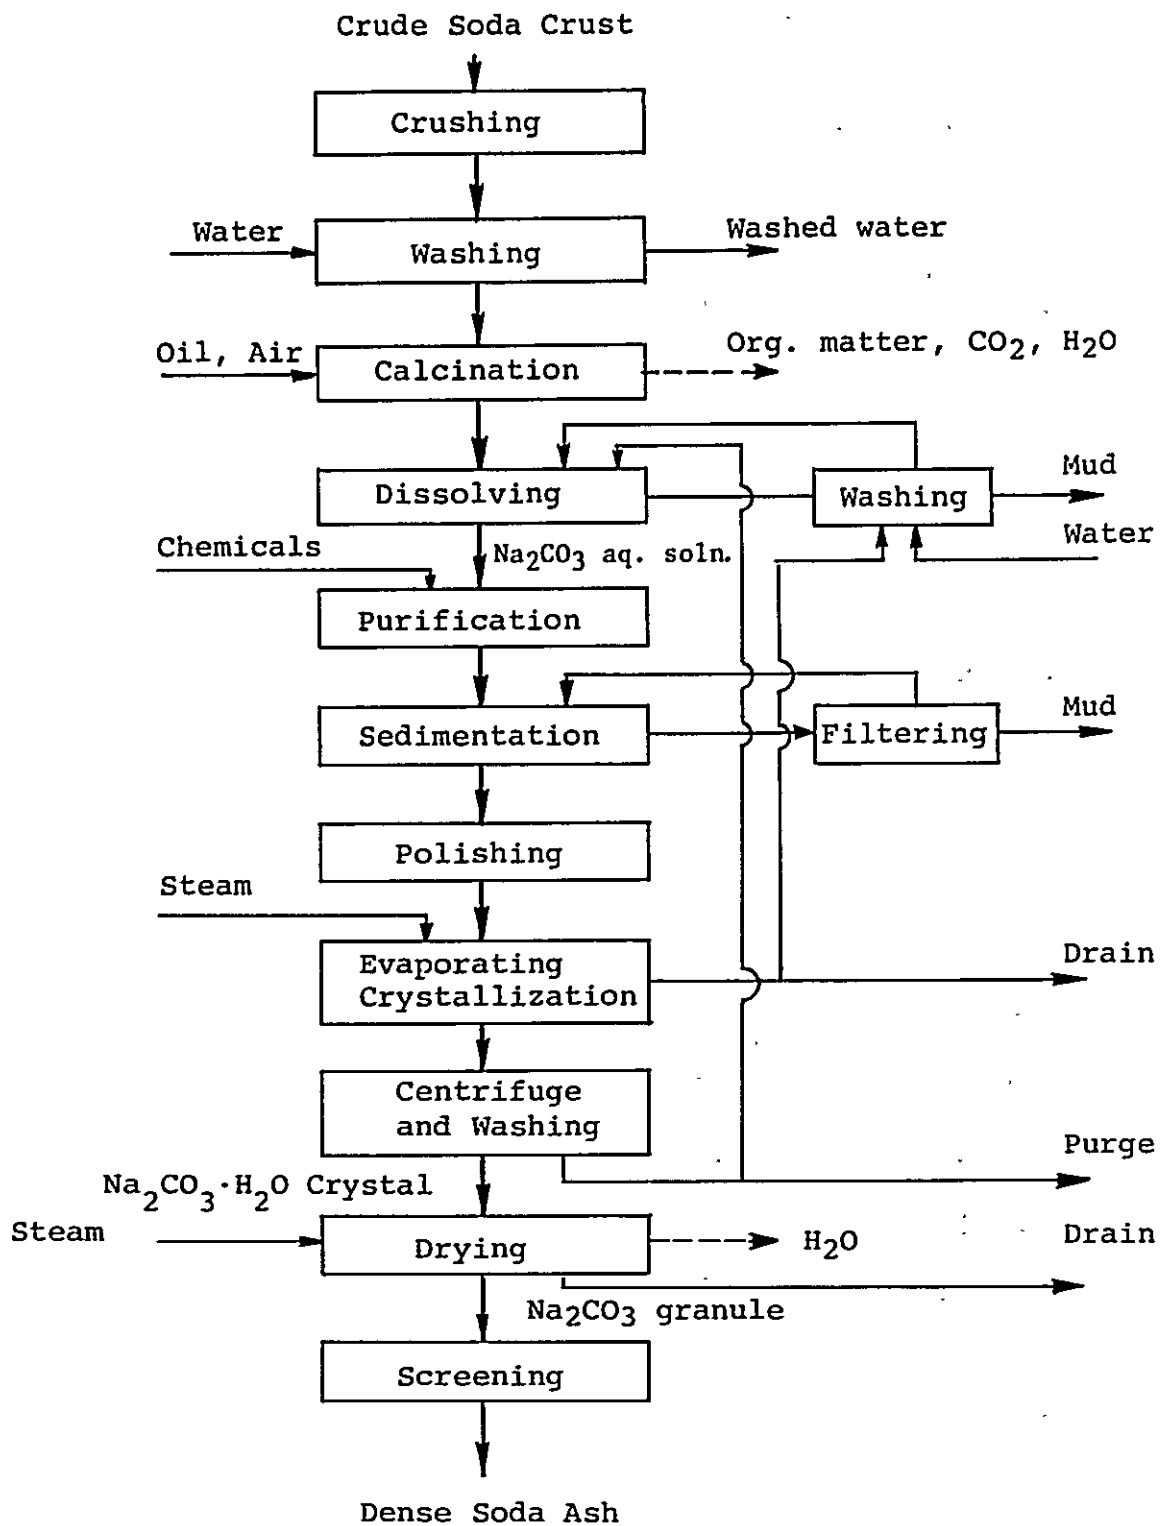 Crude Soda Crust
Crushing
Water
Washing
Washed water
Oil, Air
Calcination
Org. matter, CO₂, H₂O
Dissolving
Washing
Mud
Water
Chemicals
Na₂CO₃ aq. soln.
Purification
Sedimentation
Filtering
Mud
Polishing
Steam
Evaporating
Crystallization
Drain
Centrifuge
and Washing
Purge
Na₂CO₃·H₂O Crystal
Steam
Drying
H₂O
Drain
Na₂CO₃ granule
Screening
Dense Soda Ash